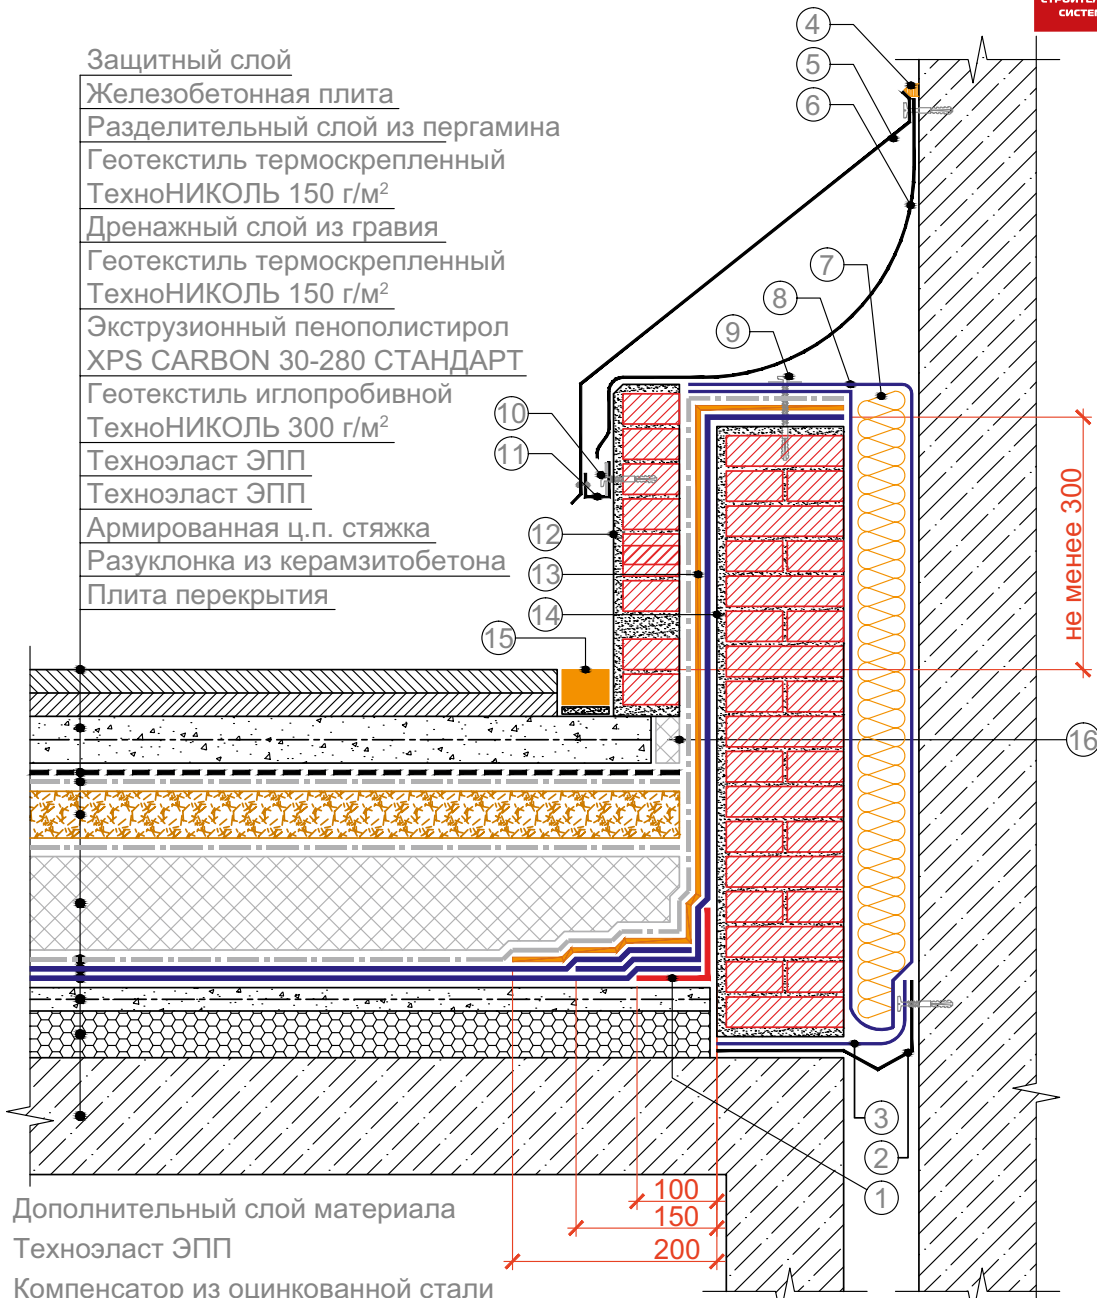 СТРОИТЕЛ
СИСТЕМ
Защитный слой
Железобетонная плита
Разделительный слой из пергамина
Геотекстиль термоскрепленный
ТехноНИКОЛЬ 150 г/м²
Дренажный слой из гравия
Геотекстиль термоскрепленный
ТехноНИКОЛЬ 150 г/м²
Экструзионный пенополистирол
XPS CARBON 30-280 СТАНДАРТ
Геотекстиль иглопробивной
ТехноНИКОЛЬ 300 г/м²
Техноэласт ЭПП
Техноэласт ЭПП
Армированная ц.п. стяжка
Разуклонка из керамзитобетона
Плита перекрытия
4
5
6
7
8
9
10
11
12
13
14
15
16
не менее 300
3
2
1
100
150
200
Дополнительный слой материала
Техноэласт ЭПП
Компенсатор из оцинкованной стали